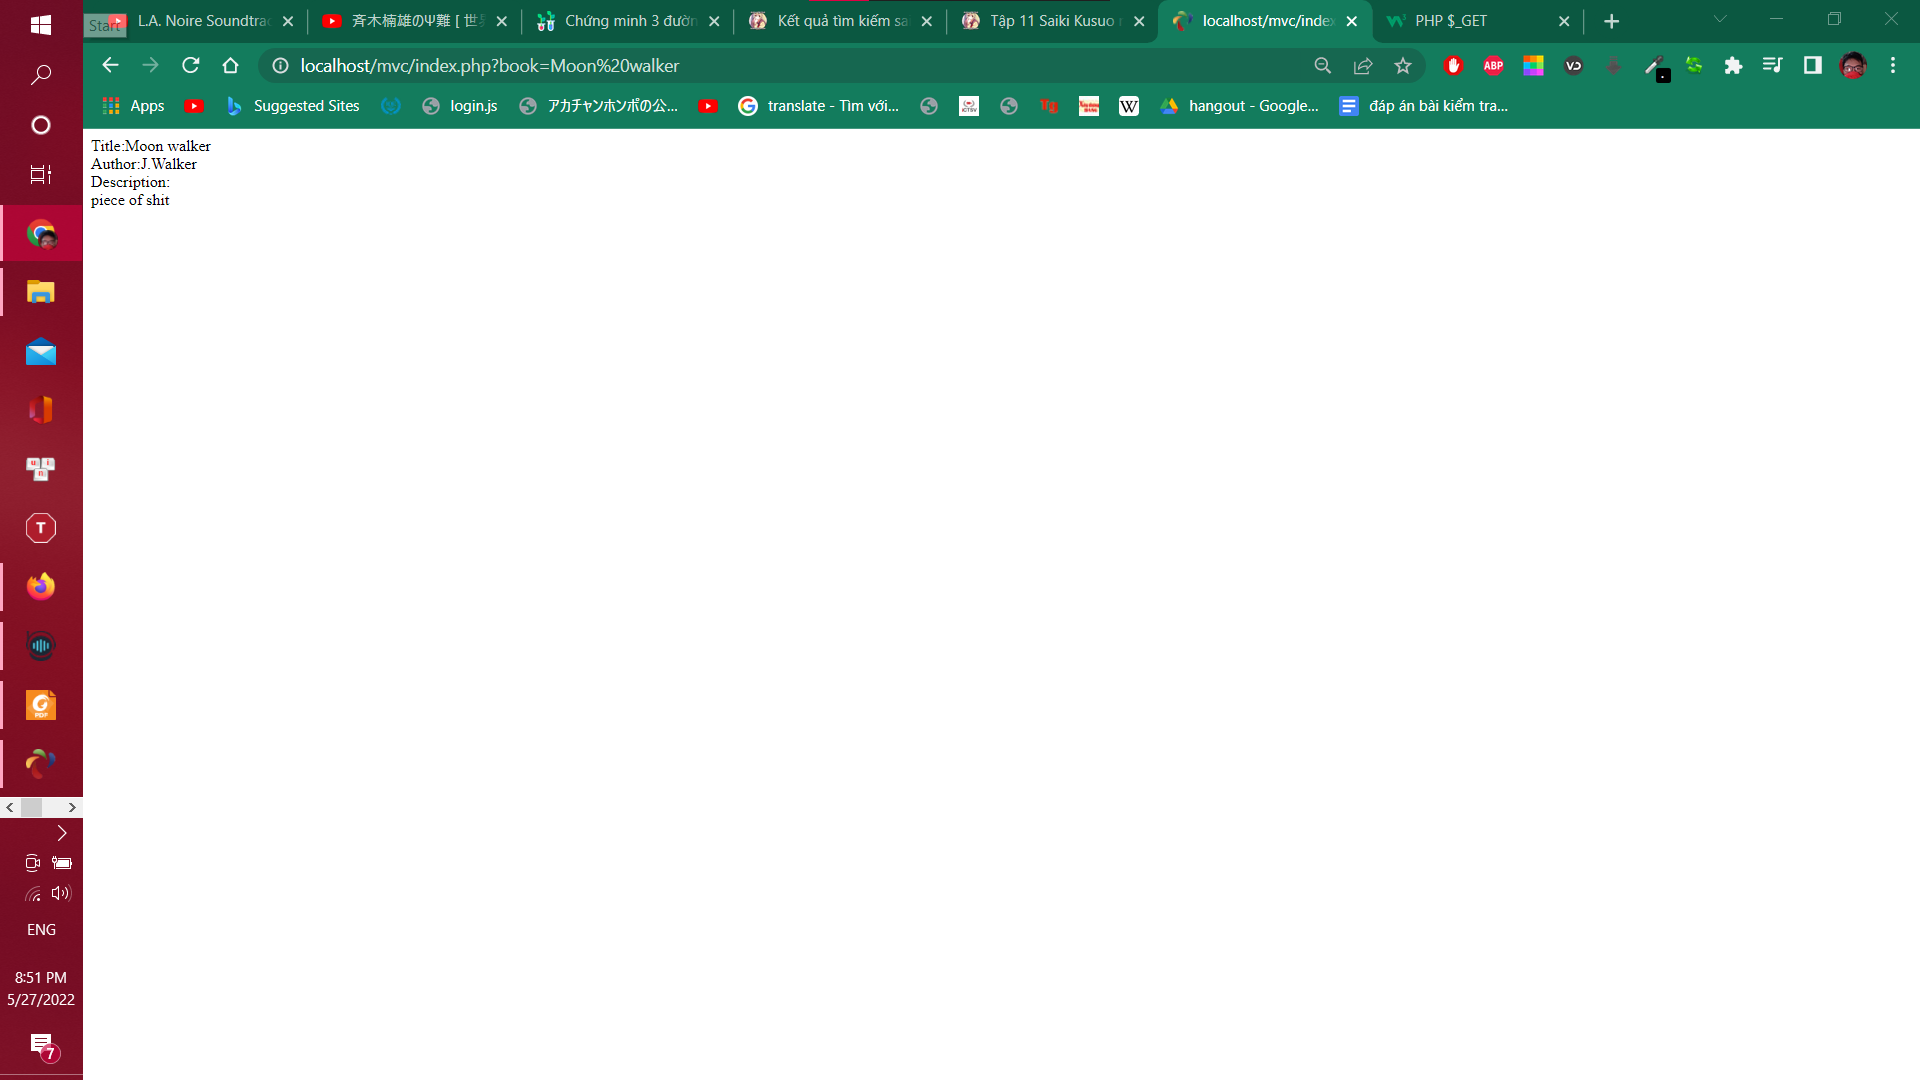 Start
L.A. Noire Soundtrac
斉木楠雄のΨ難 [ 世
Chứng minh 3 đườn
Kết quả tìm kiếm sa
Tập 11 Saiki Kusuo
localhost/mvc/index
PHP $_GET
localhost/mvc/index.php?book=Moon%20walker
ABP
VD
Apps
Suggested Sites
login.js
アカチャンホンポの公...
translate - Tìm với...
ICTSV
W
hangout - Google...
đáp án bài kiểm tra...
Title:Moon walker
Author:J.Walker
Description:
piece of shit
u i
n
T
PDF
ENG
8:51 PM
5/27/2022
7